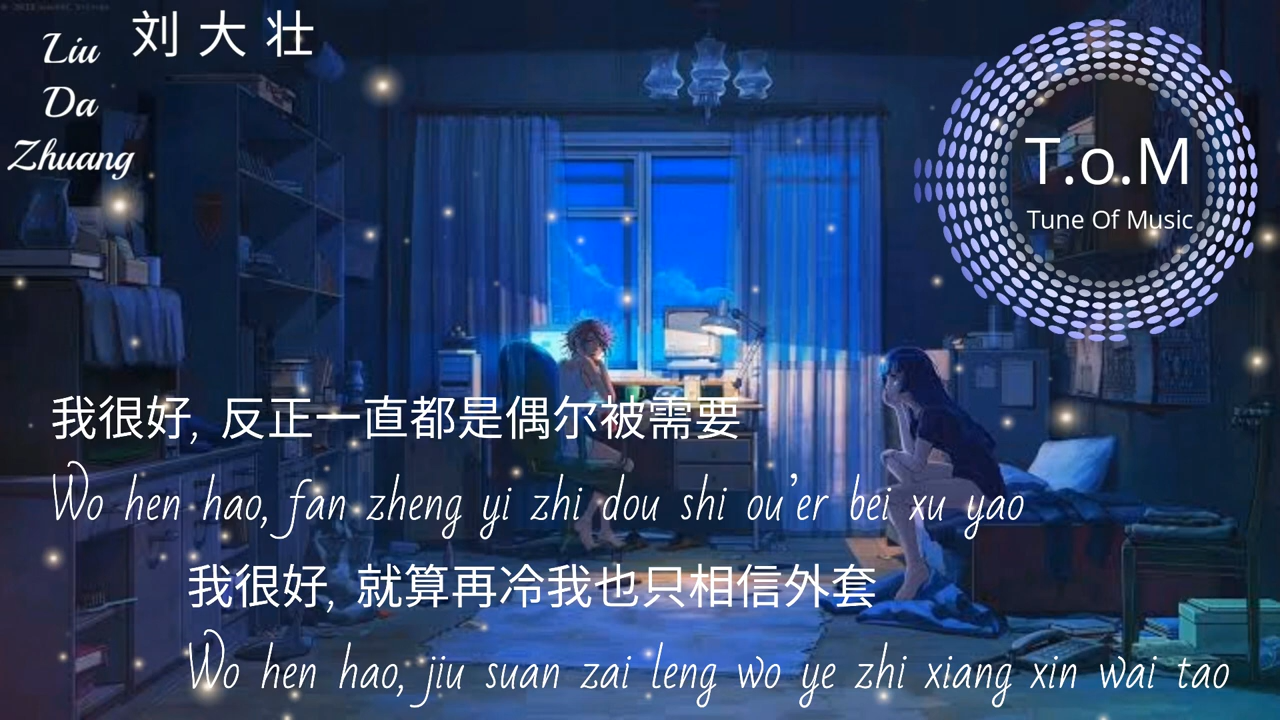 刘大壮
Liu
Da
Zhuang
T.o.M
Tune Of Music
我很好, 反正一直都是偶尔被需要
Wo hen hao, fan zheng yi zhi dou shi ou'er bei xu yao
我很好, 就算再冷我也只相信外套
Wo hen hao, jiu suan zai leng wo ye zhi xiang xin wai tao